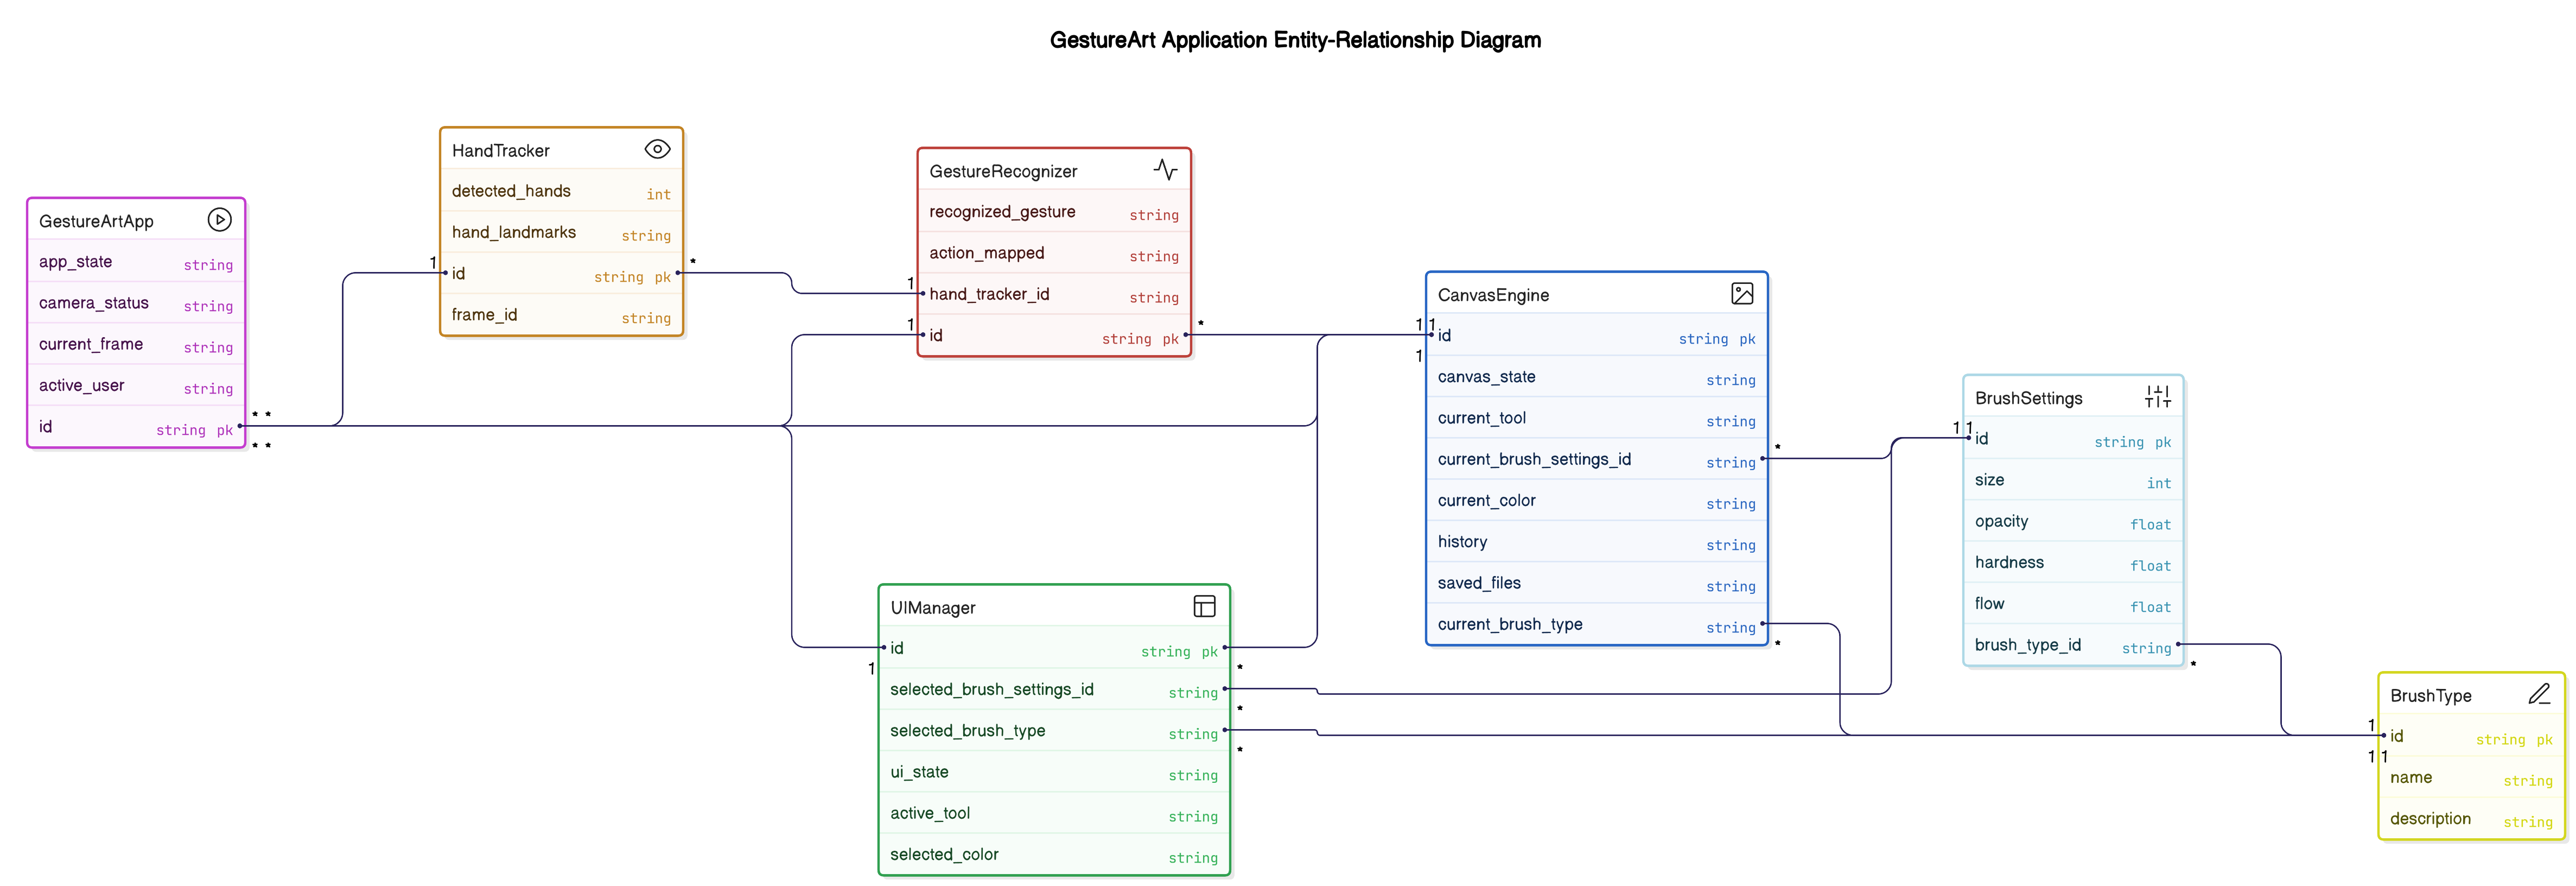 GestureArt Application Entity-Relationship Diagram
GestureArtApp
app_state string
camera_status string
current_frame string
active_user string
id string pk
* *
* *
HandTracker
detected_hands int
hand_landmarks string
1 id string pk *
frame_id string
GestureRecognizer
recognized_gesture string
action_mapped string
1 hand_tracker_id string
1 id string pk *
UIManager
id string pk
1 *
selected_brush_settings_id string
*
selected_brush_type string
*
ui_state string
active_tool string
selected_color string
CanvasEngine
1 1 id string pk
1
canvas_state string
current_tool string
current_brush_settings_id string *
current_color string
history string
saved_files string
current_brush_type string
*
BrushSettings
1 1 id string pk
size int
opacity float
hardness float
flow float
brush_type_id string
*
BrushType
1 id string pk
1 1
name string
description string